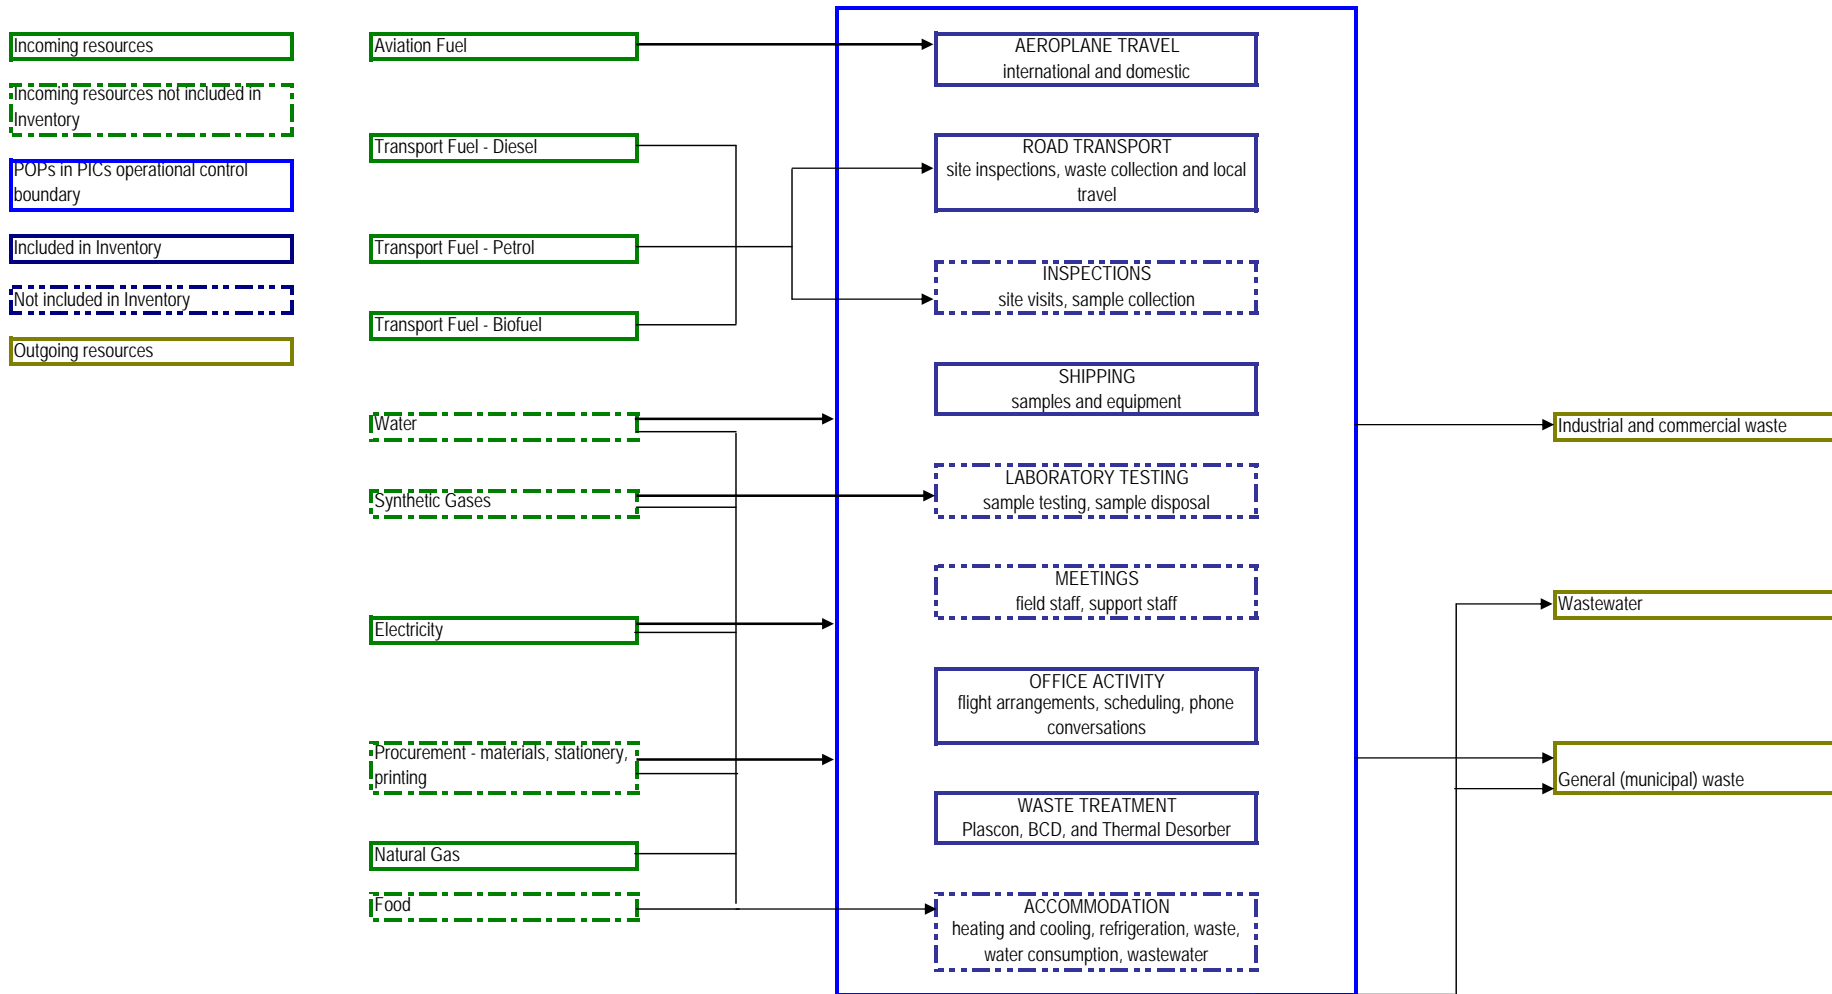 Incoming resources
Incoming resources not included in
Inventory
POPs in PICs operational control
boundary
Included in Inventory
Not included in Inventory
Outgoing resources
Aviation Fuel
Transport Fuel - Diesel
Transport Fuel - Petrol
Transport Fuel - Biofuel
Water
Synthetic Gases
Electricity
Procurement - materials, stationery,
printing
Natural Gas
Food
AEROPLANE TRAVEL
international and domestic
ROAD TRANSPORT
site inspections, waste collection and local
travel
INSPECTIONS
site visits, sample collection
SHIPPING
samples and equipment
LABORATORY TESTING
sample testing, sample disposal
MEETINGS
field staff, support staff
OFFICE ACTIVITY
flight arrangements, scheduling, phone
conversations
WASTE TREATMENT
Plascon, BCD, and Thermal Desorber
ACCOMMODATION
heating and cooling, refrigeration, waste,
water consumption, wastewater
Industrial and commercial waste
Wastewater
General (municipal) waste